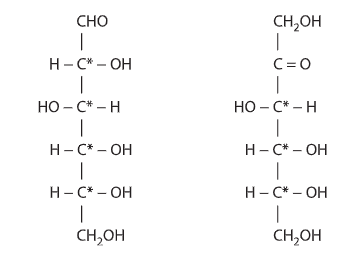 CHO CH₂OH
H – C* – OH C = O
HO – C* – H HO – C* – H
H – C* – OH H – C* – OH
H – C* – OH H – C* – OH
CH₂OH CH₂OH